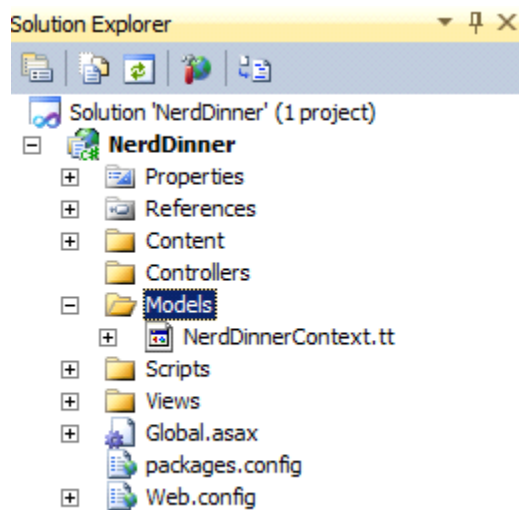 Solution Explorer
Solution 'NerdDinner' (1 project)
NerdDinner
Properties
References
Content
Controllers
Models
NerdDinnerContext.tt
Scripts
Views
Global.asax
packages.config
Web.config